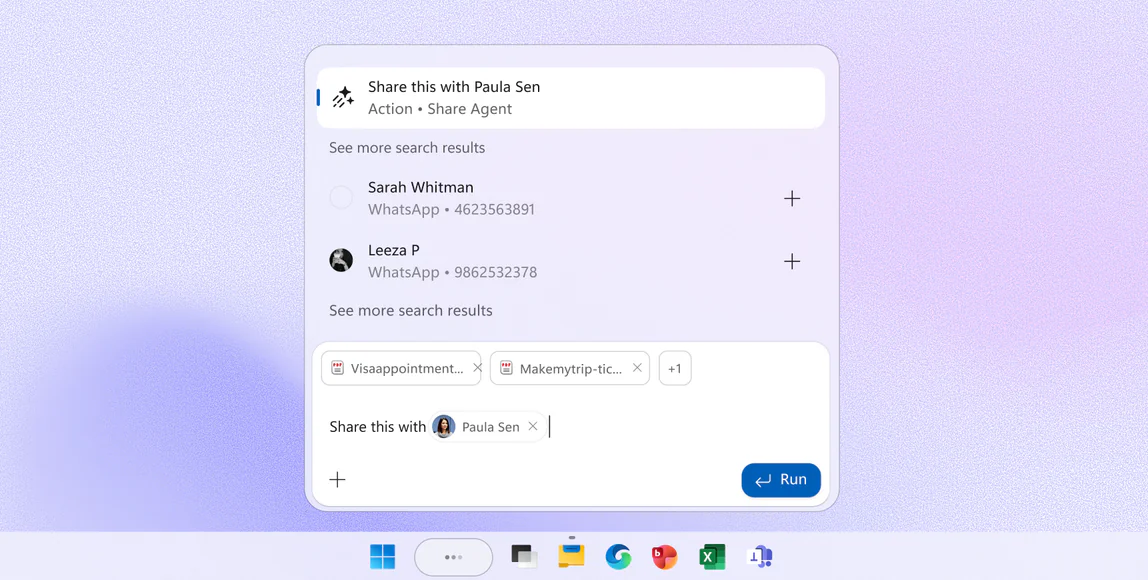 Share this with Paula Sen
Action • Share Agent
See more search results
Sarah Whitman
WhatsApp • 4623563891
Leeza P
WhatsApp • 9862532378
See more search results
Visaappointment...
Makemytrip-tic...
+1
Share this with Paula Sen
Run